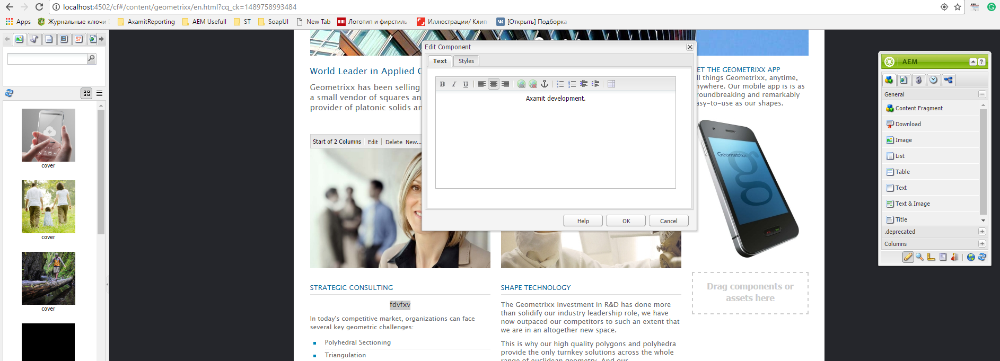 localhost:4502/cf#/content/geometrixx/en.html?cq_ck=1489758993484
Apps
Журнальные ключи
AxamitReporting
AEM Usefull
ST
SoapUI
New Tab
Логотип и фирстиль
Иллюстрации/ Клип-
[Открыть] Подборка
S7
cover
cover
cover
World Leader in Applied
Geometrixx has been selling
a small vendor of squares an
provider of platonic solids an
Start of 2 Columns
Edit
Delete
New...
Edit Component
Text
Styles
B I U
Axamit development.
Help
OK
Cancel
ET THE GEOMETRIXX APP
ll things Geometrixx, anytime,
nywhere. Our mobile app is is as
roundbreaking and remarkably
asy-to-use as our shapes.
Geometrixx
g
STRATEGIC CONSULTING
fdvfxv
In today's competitive market, organizations can face
several key geometric challenges:
Polyhedral Sectioning
Triangulation
SHAPE TECHNOLOGY
The Geometrixx investment in R&D has done more
than solidify our industry leadership role, we have
now outpaced our competitors to such an extent that
we are in an altogether new space.
This is why our high quality polygons and polyhedra
provide the only turnkey solutions across the whole
range of euclidean geometry. And our
Drag components or
assets here
AEM
General
Content Fragment
Download
Image
List
Table
Text
Text & Image
Title
.deprecated
Columns